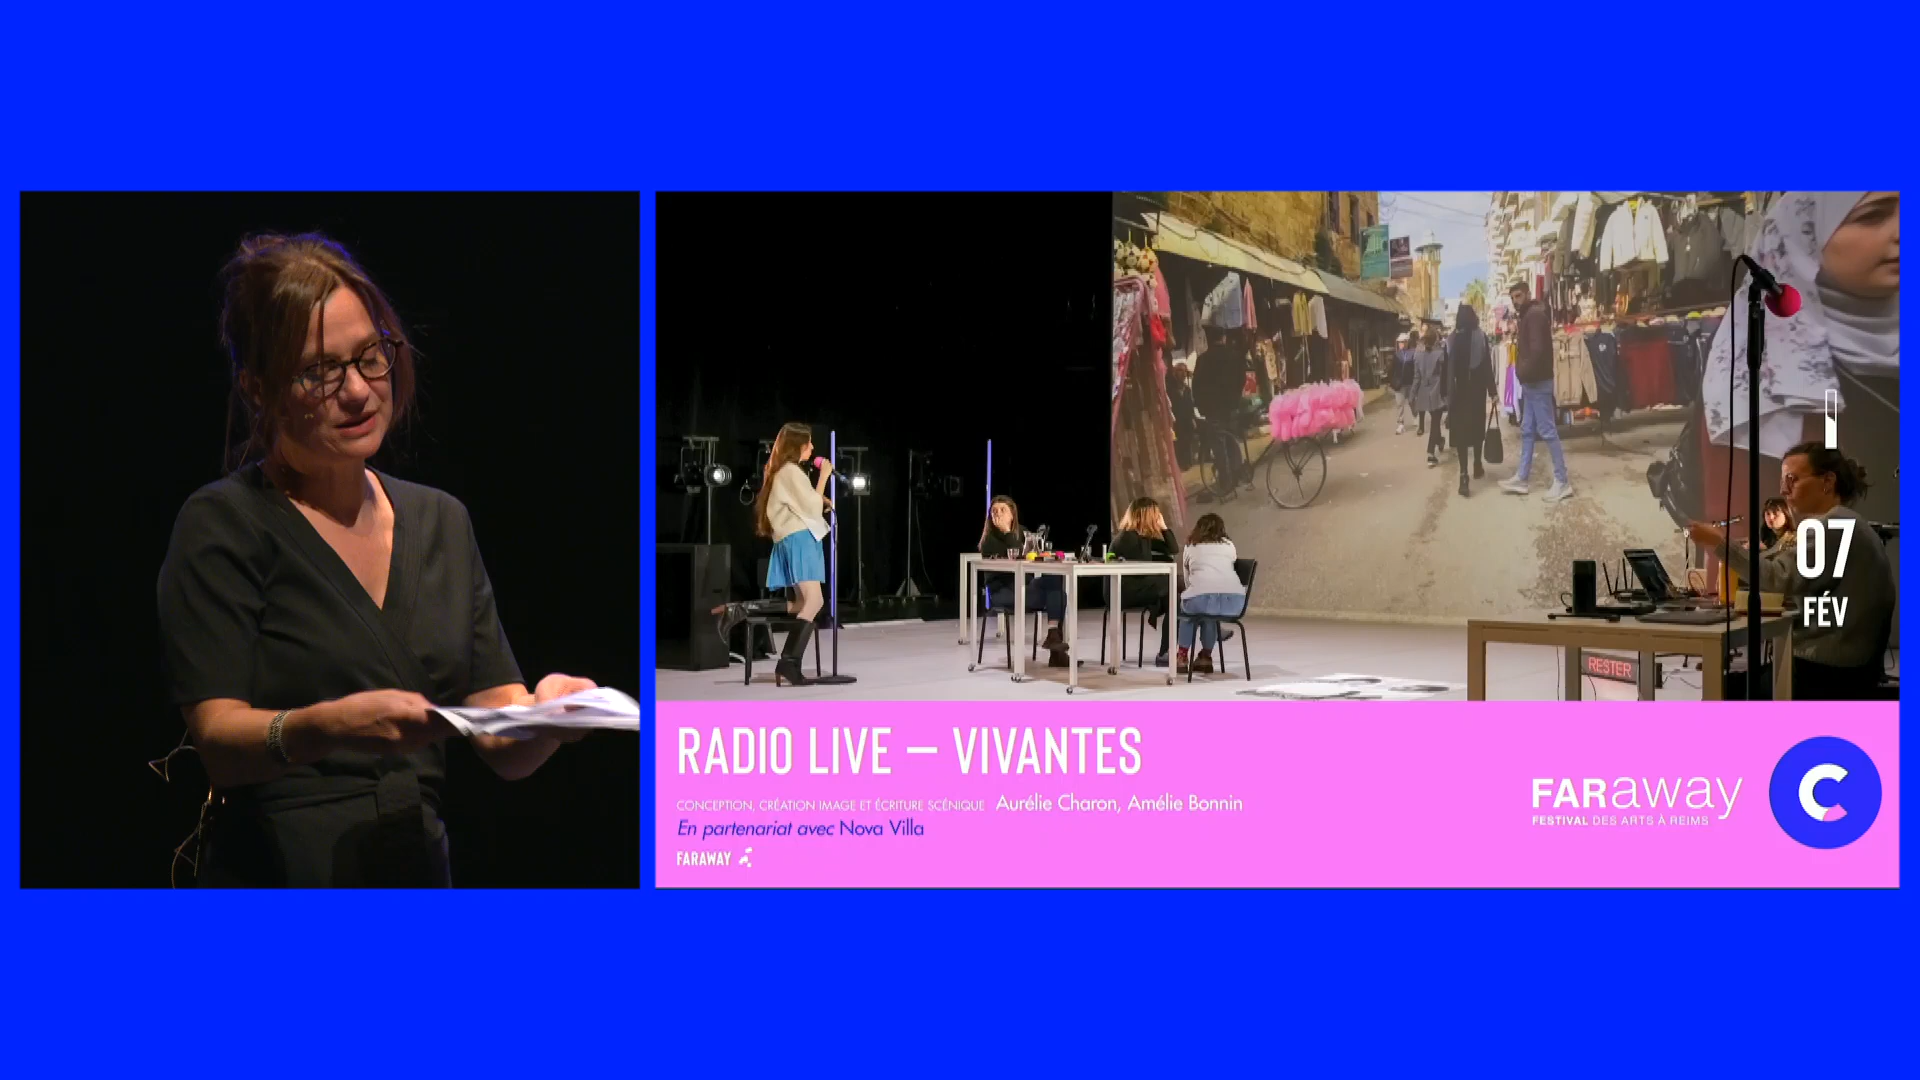 RESTER
07
FÉV
RADIO LIVE – VIVANTES
CONCEPTION, CRÉATION IMAGE ET ÉCRITURE SCÉNIQUE Aurélie Charon, Amélie Bonnin
En partenariat avec Nova Villa
FARAWAY
FARaway
FESTIVAL DES ARTS À REIMS
C